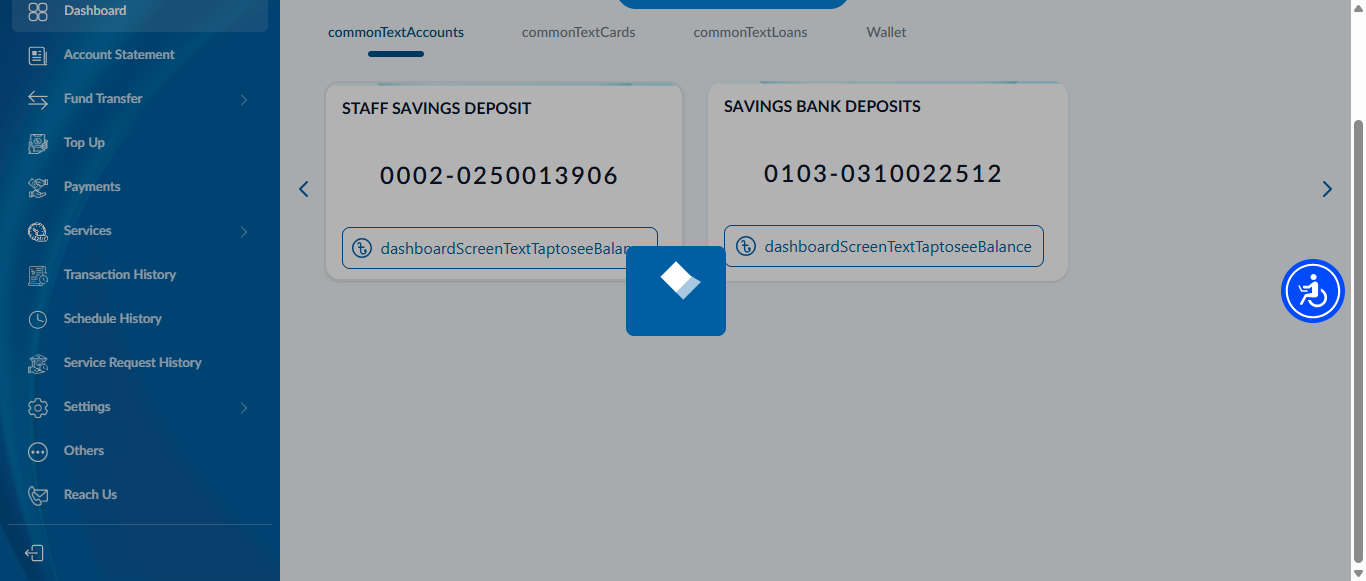 Dashboard
Account Statement
Fund Transfer
Top Up
Payments
Services
Transaction History
Schedule History
Service Request History
Settings
Others
Reach Us
commonTextAccounts commonTextCards commonTextLoans Wallet
STAFF SAVINGS DEPOSIT
0002-0250013906
dashboardScreenTextTaptoseeBalan
SAVINGS BANK DEPOSITS
0103-0310022512
dashboardScreenTextTaptoseeBalance